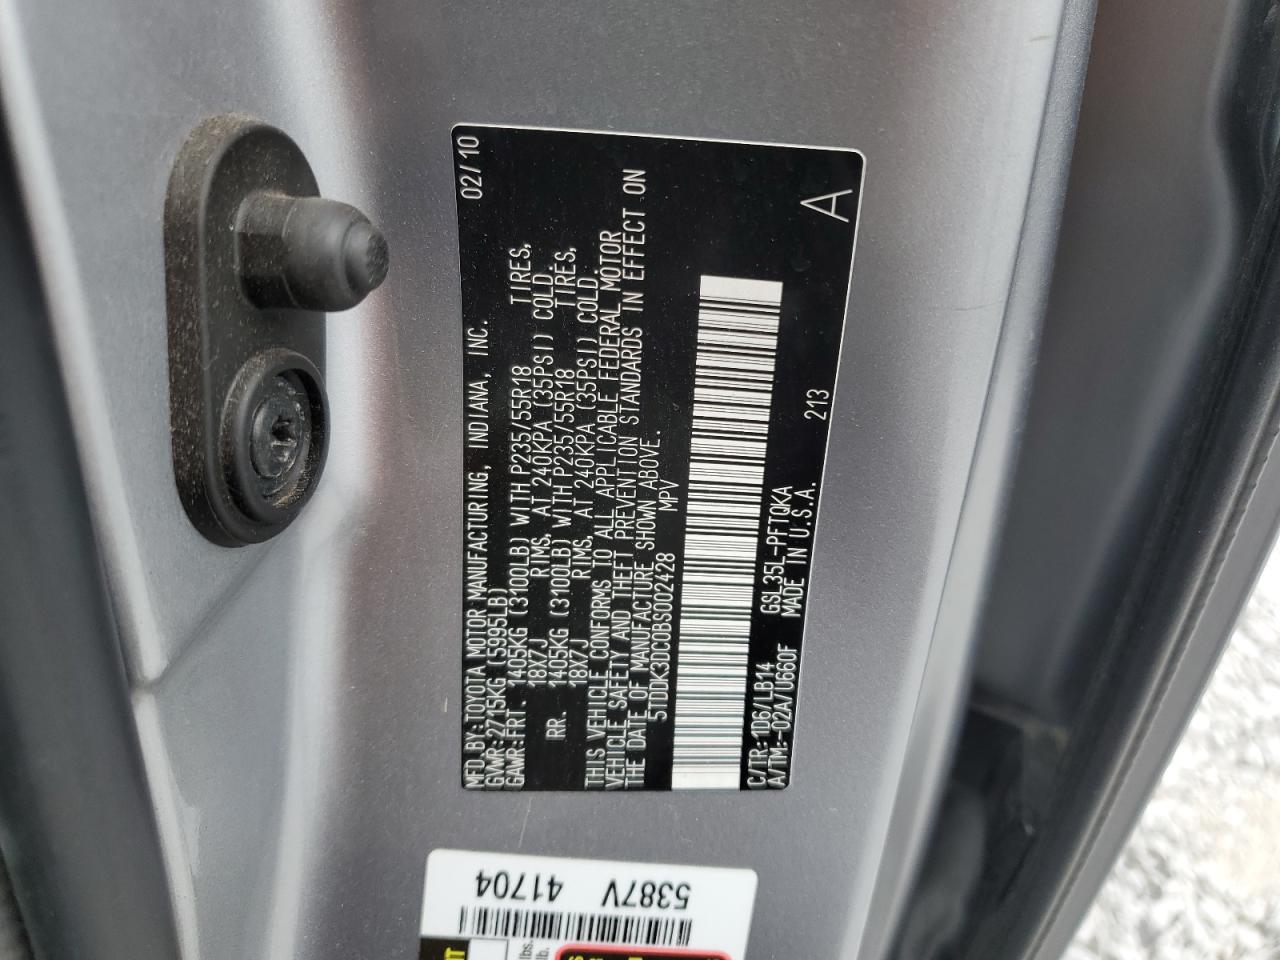 MFD. BY: TOYOTA MOTOR MANUFACTURING, INDIANA, INC. 02/10
GVWR: 2715KG (5995LB)
GAWR: FRT. 1405KG (3100LB) WITH P235/55R18 TIRES,
18X7J RIMS, AT 240KPA (35PSI) COLD.
RR. 1405KG (3100LB) WITH P235/55R18 TIRES,
18X7J RIMS, AT 240KPA (35PSI) COLD.
THIS VEHICLE CONFORMS TO ALL APPLICABLE FEDERAL MOTOR
VEHICLE SAFETY AND THEFT PREVENTION STANDARDS IN EFFECT ON
THE DATE OF MANUFACTURE SHOWN ABOVE.
5TDDK3DC0BS002428 MPV
C/TR: 1D6/LB14 GSL35L-PFTQKA
A/TM: -02A/U660F MADE IN U.S.A. 213
A
5387V
41704
lbs.
lb.